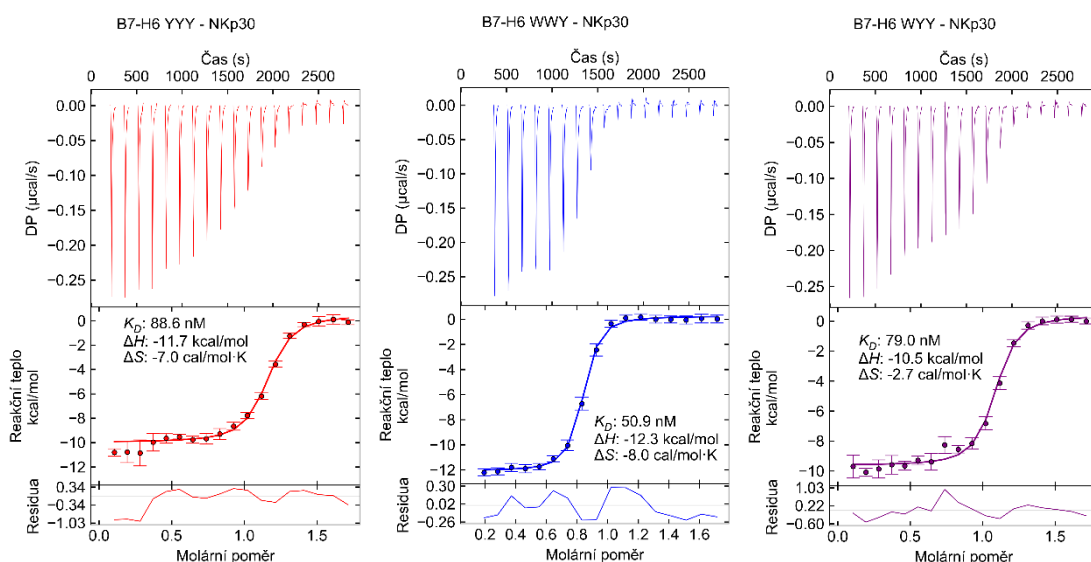 B7-H6 YYY - NKp30
Čas (s)
0 500 1000 1500 2000 2500
DP (µcal/s)
0.00
−0.05
−0.10
−0.15
−0.20
−0.25
Reakční teplo
kcal/mol
0
−2
−4
−6
−8
−10
−12
K_D: 88.6 nM
ΔH: -11.7 kcal/mol
ΔS: -7.0 cal/mol·K
Residua
0.34
−0.34
−1.03
0.0 0.5 1.0 1.5
Molární poměr
B7-H6 WWY - NKp30
Čas (s)
0 500 1000 1500 2000 2500
DP (µcal/s)
0.00
−0.05
−0.10
−0.15
−0.20
−0.25
Reakční teplo
kcal/mol
0
−2
−4
−6
−8
−10
−12
K_D: 50.9 nM
ΔH: -12.3 kcal/mol
ΔS: -8.0 cal/mol·K
Residua
0.30
0.02
−0.26
0.2 0.4 0.6 0.8 1.0 1.2 1.4 1.6
Molární poměr
B7-H6 WYY - NKp30
Čas (s)
0 500 1000 1500 2000 2500
DP (µcal/s)
0.00
−0.05
−0.10
−0.15
−0.20
−0.25
Reakční teplo
kcal/mol
0
−2
−4
−6
−8
−10
K_D: 79.0 nM
ΔH: -10.5 kcal/mol
ΔS: -2.7 cal/mol·K
Residua
1.03
0.22
−0.60
0.0 0.5 1.0 1.5
Molární poměr